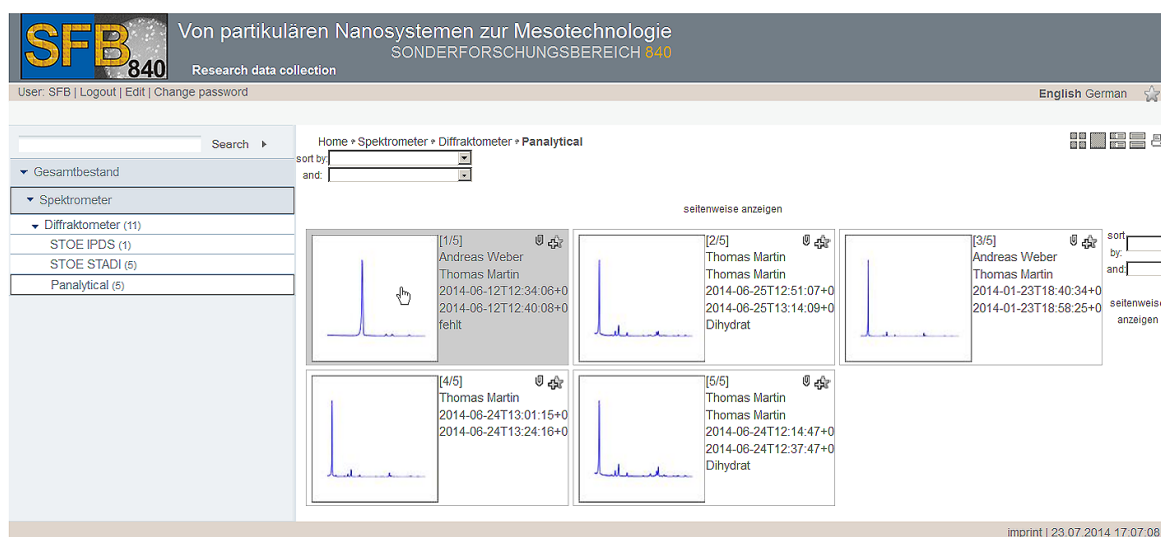 SFB 840
Von partikulären Nanosystemen zur Mesotechnologie
SONDERFORSCHUNGSBEREICH 840
Research data collection
User: SFB | Logout | Edit | Change password
English German
Search
Home Spektrometer Diffraktometer Panalytical
sort by:
and:
Gesamtbestand
Spektrometer
Diffraktometer (11)
STOE IPDS (1)
STOE STADI (5)
Panalytical (5)
seitenweise anzeigen
[1/5]
Andreas Weber
Thomas Martin
2014-06-12T12:34:06+0
2014-06-12T12:40:08+0
fehlt
[2/5]
Thomas Martin
Thomas Martin
2014-06-25T12:51:07+0
2014-06-25T13:14:09+0
Dihydrat
[3/5]
Andreas Weber
Thomas Martin
2014-01-23T18:40:34+0
2014-01-23T18:58:25+0
sort
by:
and:
seitenweise
anzeigen
[4/5]
Thomas Martin
2014-06-24T13:01:15+0
2014-06-24T13:24:16+0
[5/5]
Thomas Martin
Thomas Martin
2014-06-24T12:14:47+0
2014-06-24T12:37:47+0
Dihydrat
imprint | 23.07.2014 17:07:08